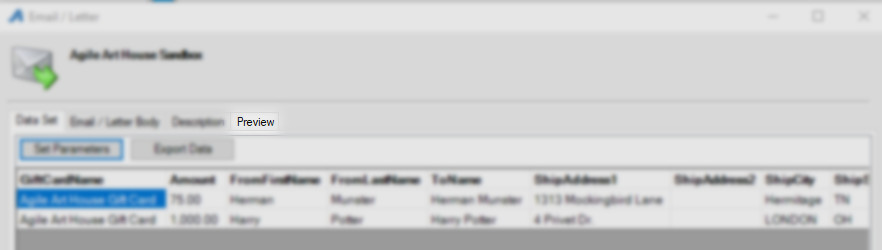 Email / Letter
Agile Art House Sandbox
Data Set Email / Letter Body Description Preview
Set Parameters Export Data
GiftCardName Amount FromFirstName FromLastName ToName ShipAddress1 ShipAddress2 ShipCity ShipS
Agile Art House Gift Card 75.00 Herman Munster Herman Munster 1313 Mockingbird Lane Hermitage TN
Agile Art House Gift Card 1,000.00 Harry Potter Harry Potter 4 Privet Dr. LONDON OH